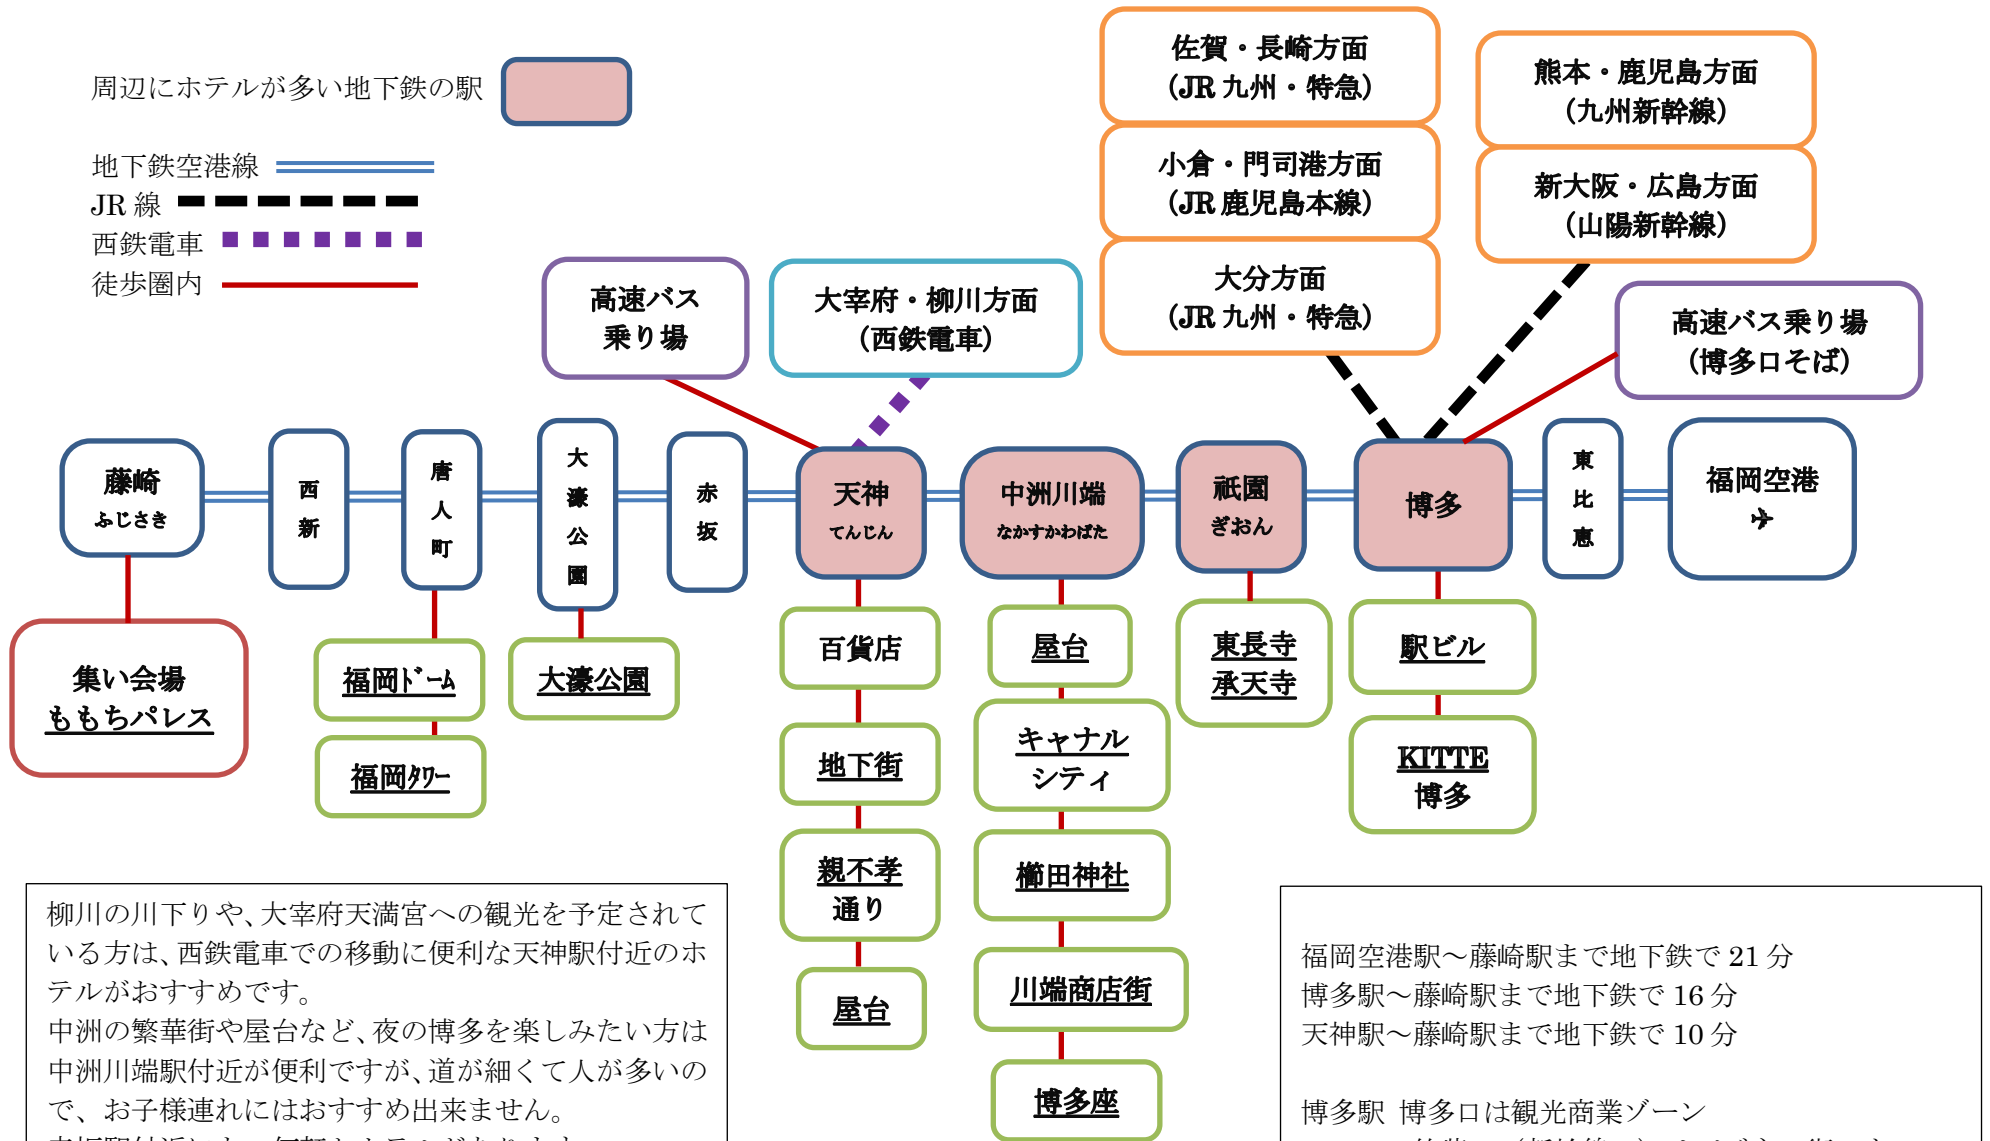 周辺にホテルが多い地下鉄の駅
地下鉄空港線
JR 線
西鉄電車
徒歩圏内
佐賀・長崎方面
(JR 九州・特急)
小倉・門司港方面
(JR 鹿児島本線)
大分方面
(JR 九州・特急)
熊本・鹿児島方面
(九州新幹線)
新大阪・広島方面
(山陽新幹線)
高速バス
乗り場
大宰府・柳川方面
(西鉄電車)
高速バス乗り場
(博多口そば)
藤崎
ふじさき
西新
唐人町
大濠公園
赤坂
天神
てんじん
中洲川端
なかすかわばた
祇園
ぎおん
博多
東比恵
福岡空港
✈
集い会場
ももちパレス
福岡ドーム
福岡タワー
大濠公園
百貨店
地下街
親不孝
通り
屋台
屋台
キャナル
シティ
櫛田神社
川端商店街
博多座
東長寺
承天寺
駅ビル
KITTE
博多
柳川の川下りや、大宰府天満宮への観光を予定されて
いる方は、西鉄電車での移動に便利な天神駅付近のホ
テルがおすすめです。
中洲の繁華街や屋台など、夜の博多を楽しみたい方は
中洲川端駅付近が便利ですが、道が細くて人が多いの
で、お子様連れにはおすすめ出来ません。
福岡空港駅～藤崎駅まで地下鉄で 21 分
博多駅～藤崎駅まで地下鉄で 16 分
天神駅～藤崎駅まで地下鉄で 10 分
博多駅 博多口は観光商業ゾーン